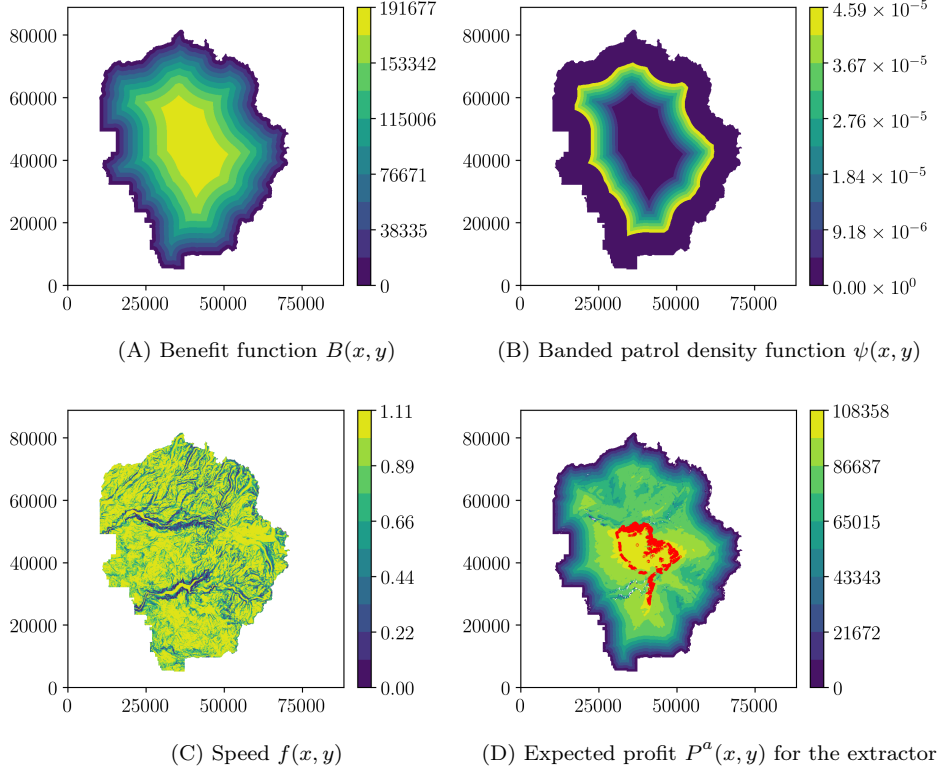 191677
153342
115006
76671
38335
0
80000
60000
40000
20000
0
0 25000 50000 75000
(A) Benefit function B(x, y)
4.59 × 10⁻⁵
3.67 × 10⁻⁵
2.76 × 10⁻⁵
1.84 × 10⁻⁵
9.18 × 10⁻⁶
0.00 × 10⁰
80000
60000
40000
20000
0
0 25000 50000 75000
(B) Banded patrol density function ψ(x, y)
1.11
0.89
0.66
0.44
0.22
0.00
80000
60000
40000
20000
0
0 25000 50000 75000
(C) Speed f(x, y)
108358
86687
65015
43343
21672
0
80000
60000
40000
20000
0
0 25000 50000 75000
(D) Expected profit Pᵃ(x, y) for the extractor